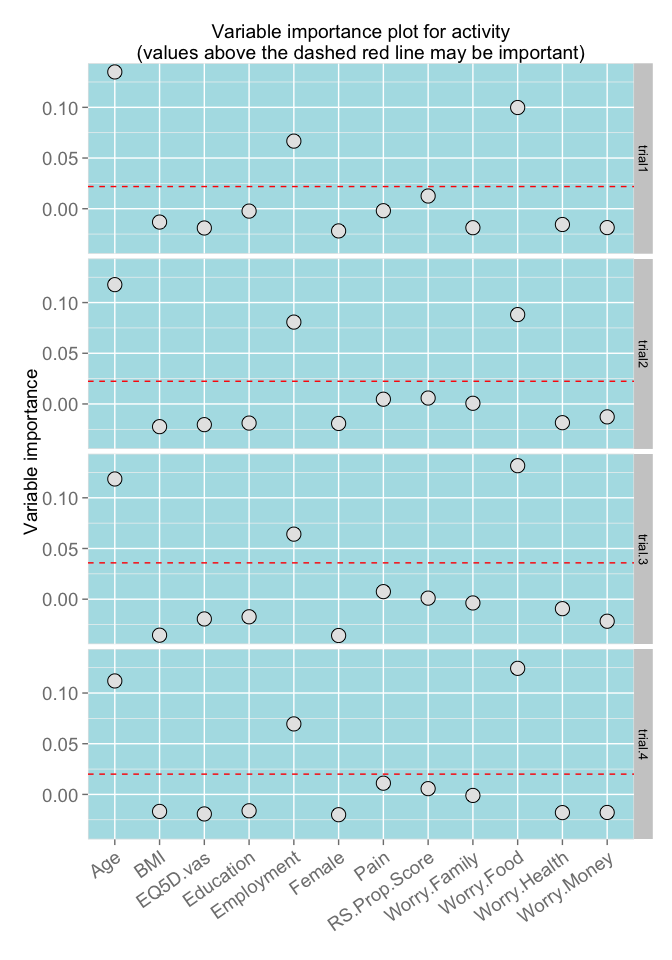 Variable importance plot for activity
(values above the dashed red line may be important)
Variable importance
0.10
0.05
0.00
trial1
0.10
0.05
0.00
trial2
0.10
0.05
0.00
trial.3
0.10
0.05
0.00
trial.4
Age
BMI
EQ5D.vas
Education
Employment
Female
Pain
RS.Prop.Score
Worry.Family
Worry.Food
Worry.Health
Worry.Money